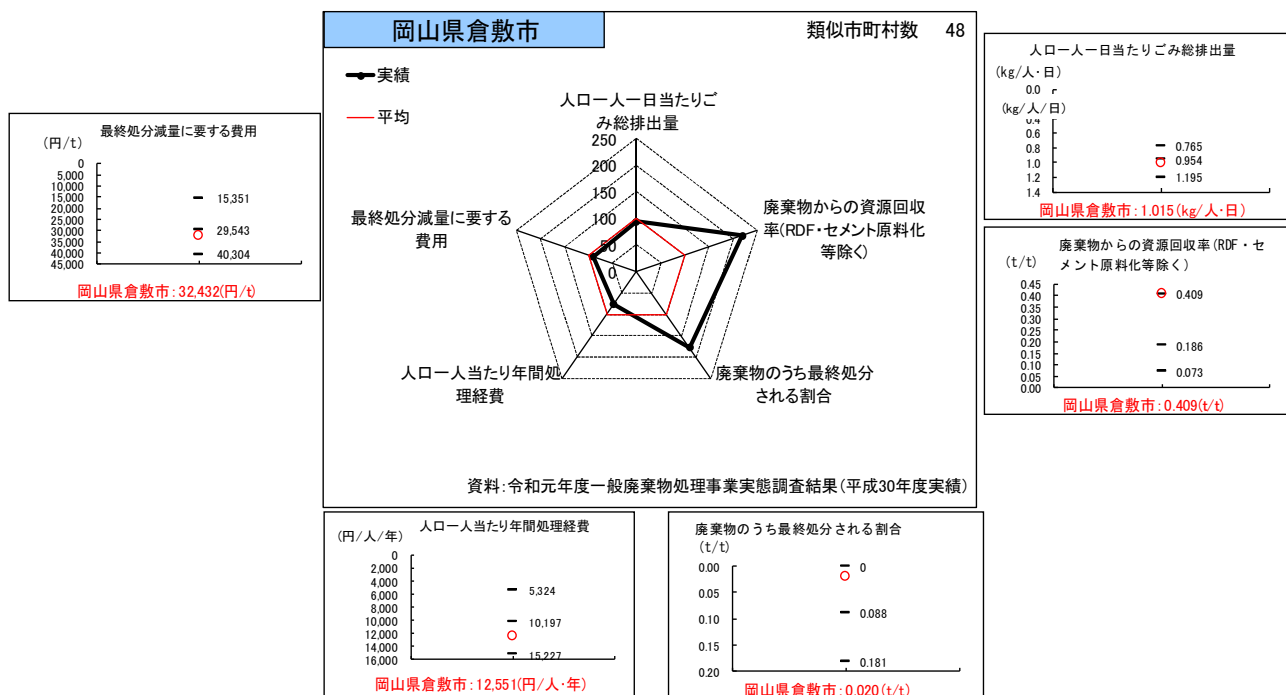 岡山県倉敷市
類似市町村数 48
実績
平均
人口一人一日当たりご
み総排出量
廃棄物からの資源回収
率(RDF・セメント原料化
等除く)
廃棄物のうち最終処分
される割合
人口一人当たり年間処
理経費
最終処分減量に要する
費用
250
200
150
100
50
0
資料:令和元年度一般廃棄物処理事業実態調査結果(平成30年度実績)
最終処分減量に要する費用
(円/t)
0
5,000
10,000
15,000
20,000
25,000
30,000
35,000
40,000
45,000
15,351
29,543
40,304
岡山県倉敷市:32,432(円/t)
人口一人一日当たりごみ総排出量
(kg/人・日)
0.0
(kg/人/日)
0.4
0.6
0.8
1.0
1.2
1.4
0.765
0.954
1.195
岡山県倉敷市:1.015(kg/人・日)
廃棄物からの資源回収率(RDF・セ
メント原料化等除く)
(t/t)
0.45
0.40
0.35
0.30
0.25
0.20
0.15
0.10
0.05
0.00
0.409
0.186
0.073
岡山県倉敷市:0.409(t/t)
人口一人当たり年間処理経費
(円/人/年)
0
2,000
4,000
6,000
8,000
10,000
12,000
14,000
16,000
5,324
10,197
15,227
岡山県倉敷市:12,551(円/人・年)
廃棄物のうち最終処分される割合
(t/t)
0.00
0.05
0.10
0.15
0.20
0
0.088
0.181
岡山県倉敷市:0.020(t/t)